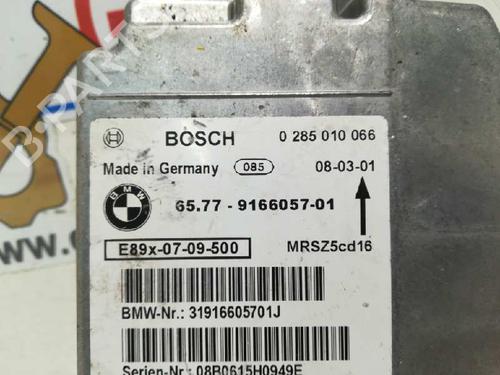 BOSCH 0 285 010 066
Made in Germany 085 08-03-01
BMW 65.77 - 9166057-01
E89x-07-09-500 MRSZ5cd16
BMW-Nr.: 31916605701J
Serien-Nr.: 08B0615H0949E
B-PARTS